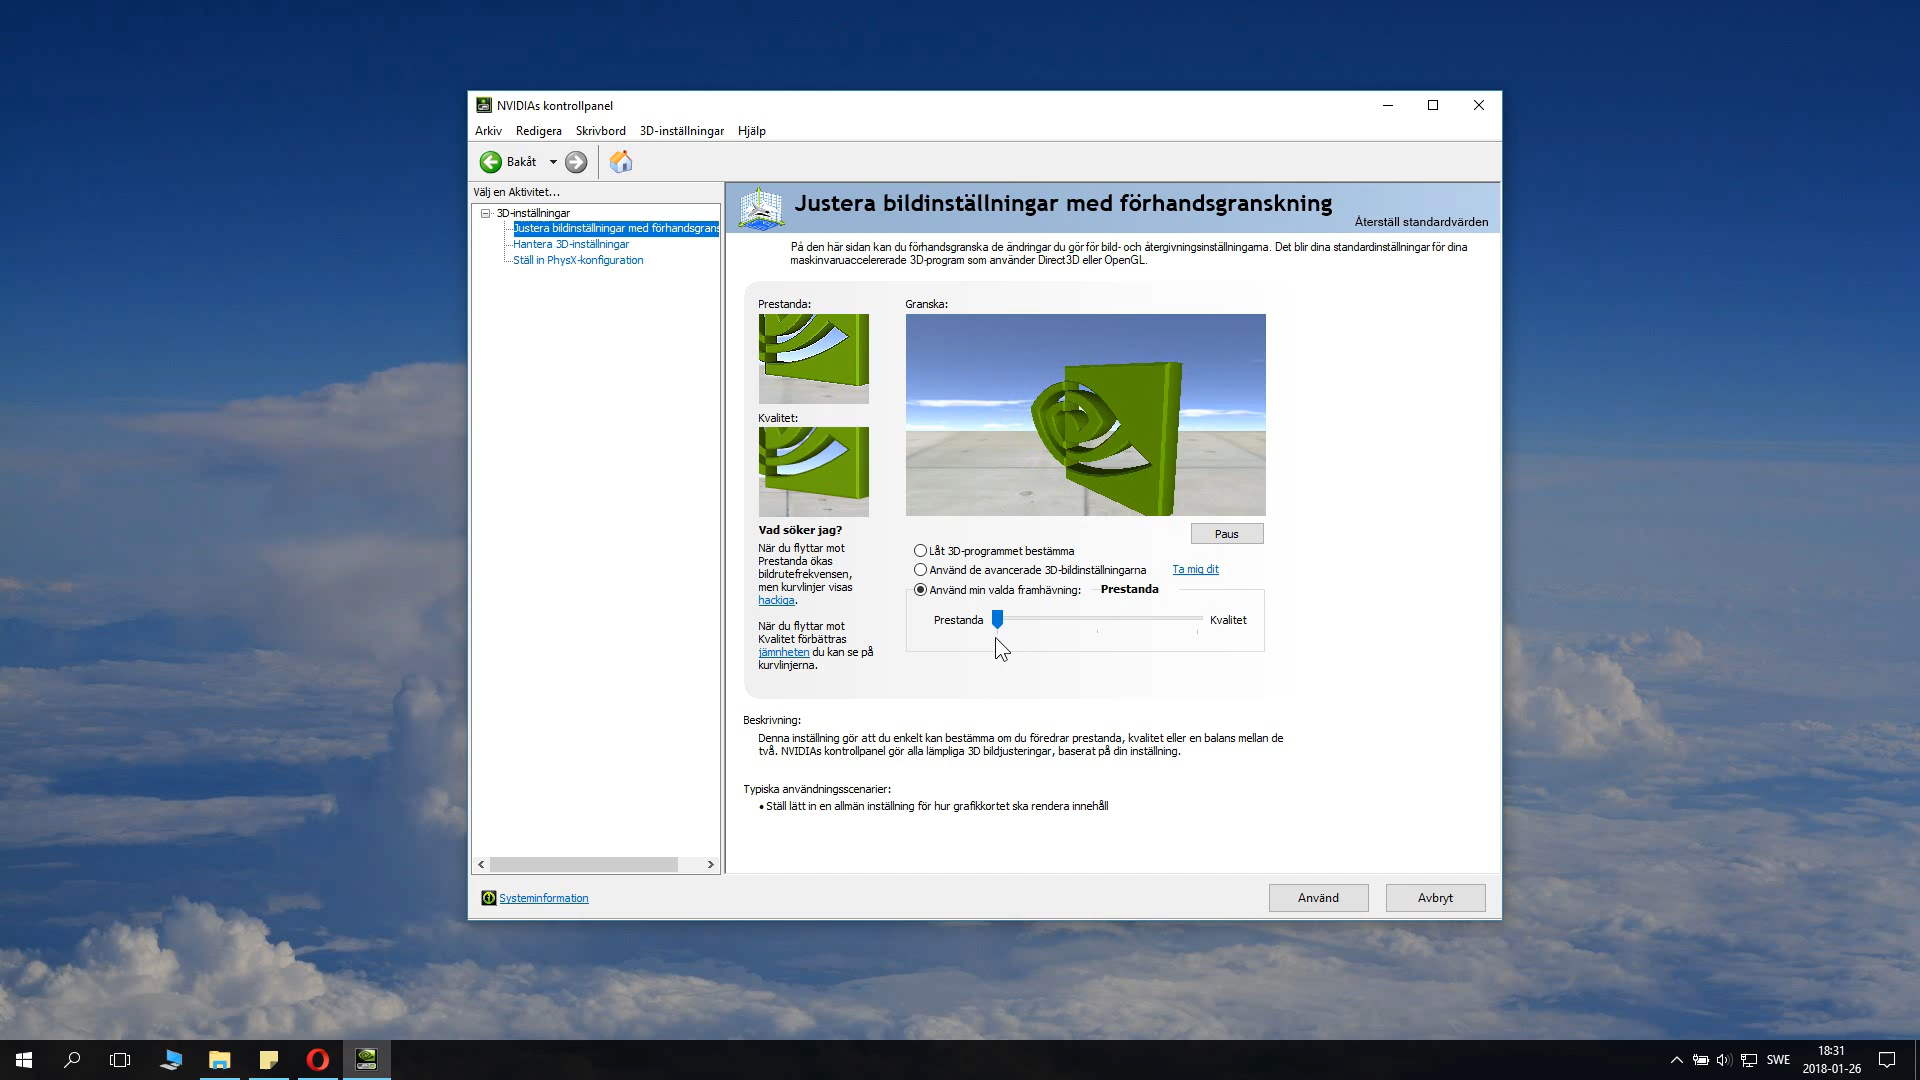 NVIDIAs kontrollpanel
Arkiv Redigera Skrivbord 3D-inställningar Hjälp
Bakåt
Välj en Aktivitet...
3D-inställningar
Justera bildinställningar med förhandsgrans
Hantera 3D-inställningar
Ställ in PhysX-konfiguration
Justera bildinställningar med förhandsgranskning
Återställ standardvärden
På den här sidan kan du förhandsgranska de ändringar du gör för bild- och återgivningsinställningarna. Det blir dina standardinställningar för dina
maskinvaruaccelererade 3D-program som använder Direct3D eller OpenGL.
Prestanda:
Kvalitet:
Vad söker jag?
När du flyttar mot
Prestanda ökas
bildrutefrekvensen,
men kurvlinjer visas
hackiga.
När du flyttar mot
Kvalitet förbättras
jämnheten du kan se på
kurvlinjerna.
Granska:
Paus
Låt 3D-programmet bestämma
Använd de avancerade 3D-bildinställningarna Ta mig dit
Använd min valda framhävning: Prestanda
Prestanda Kvalitet
Beskrivning:
Denna inställning gör att du enkelt kan bestämma om du föredrar prestanda, kvalitet eller en balans mellan de
två. NVIDIAs kontrollpanel gör alla lämpliga 3D bildjusteringar, baserat på din inställning.
Typiska användningsscenarier:
• Ställ lätt in en allmän inställning för hur grafikkortet ska rendera innehåll
Systeminformation
Använd Avbryt
SWE
18:31
2018-01-26